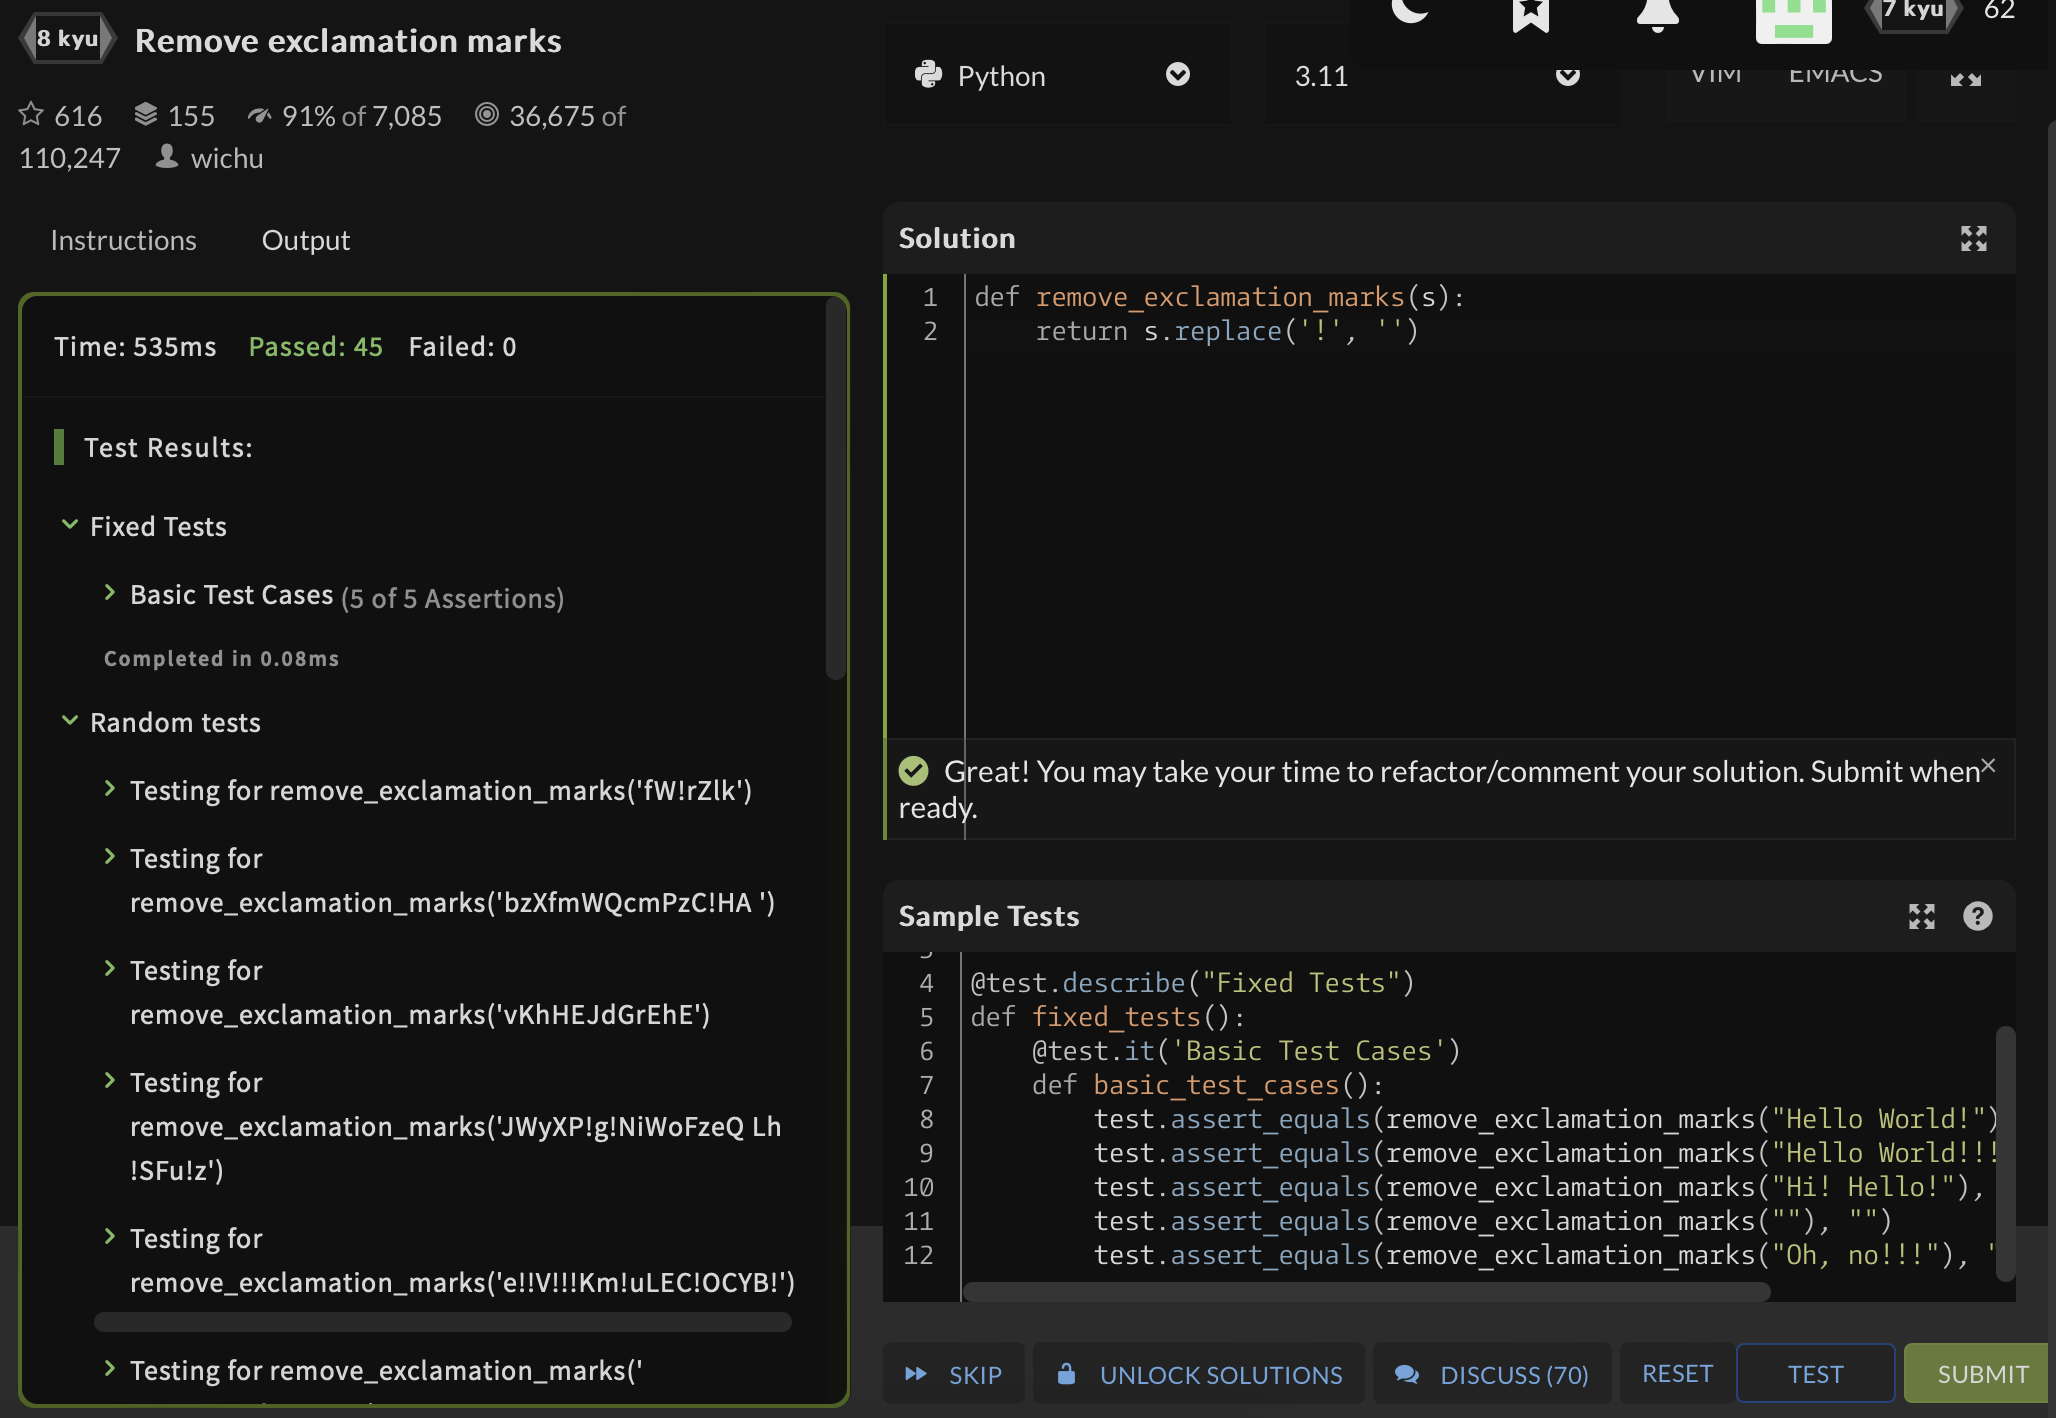 8 kyu Remove exclamation marks
616 155 91% of 7,085 36,675 of
110,247 wichu
7 kyu 62
Python 3.11 VIM EMACS
Instructions Output
Time: 535ms Passed: 45 Failed: 0
Test Results:
Fixed Tests
Basic Test Cases (5 of 5 Assertions)
Completed in 0.08ms
Random tests
Testing for remove_exclamation_marks('fW!rZlk')
Testing for
remove_exclamation_marks('bzXfmWQcmPzC!HA ')
Testing for
remove_exclamation_marks('vKhHEJdGrEhE')
Testing for
remove_exclamation_marks('JWyXP!g!NiWoFzeQ Lh
!SFu!z')
Testing for
remove_exclamation_marks('e!!V!!!Km!uLEC!OCYB!')
Testing for remove_exclamation_marks('
Solution
1 def remove_exclamation_marks(s):
2     return s.replace('!', '')
Great! You may take your time to refactor/comment your solution. Submit when
ready.
Sample Tests
4 @test.describe("Fixed Tests")
5 def fixed_tests():
6     @test.it('Basic Test Cases')
7     def basic_test_cases():
8         test.assert_equals(remove_exclamation_marks("Hello World!")
9         test.assert_equals(remove_exclamation_marks("Hello World!!!
10         test.assert_equals(remove_exclamation_marks("Hi! Hello!"),
11         test.assert_equals(remove_exclamation_marks(""), "")
12         test.assert_equals(remove_exclamation_marks("Oh, no!!!"), "
SKIP UNLOCK SOLUTIONS DISCUSS (70) RESET TEST SUBMIT